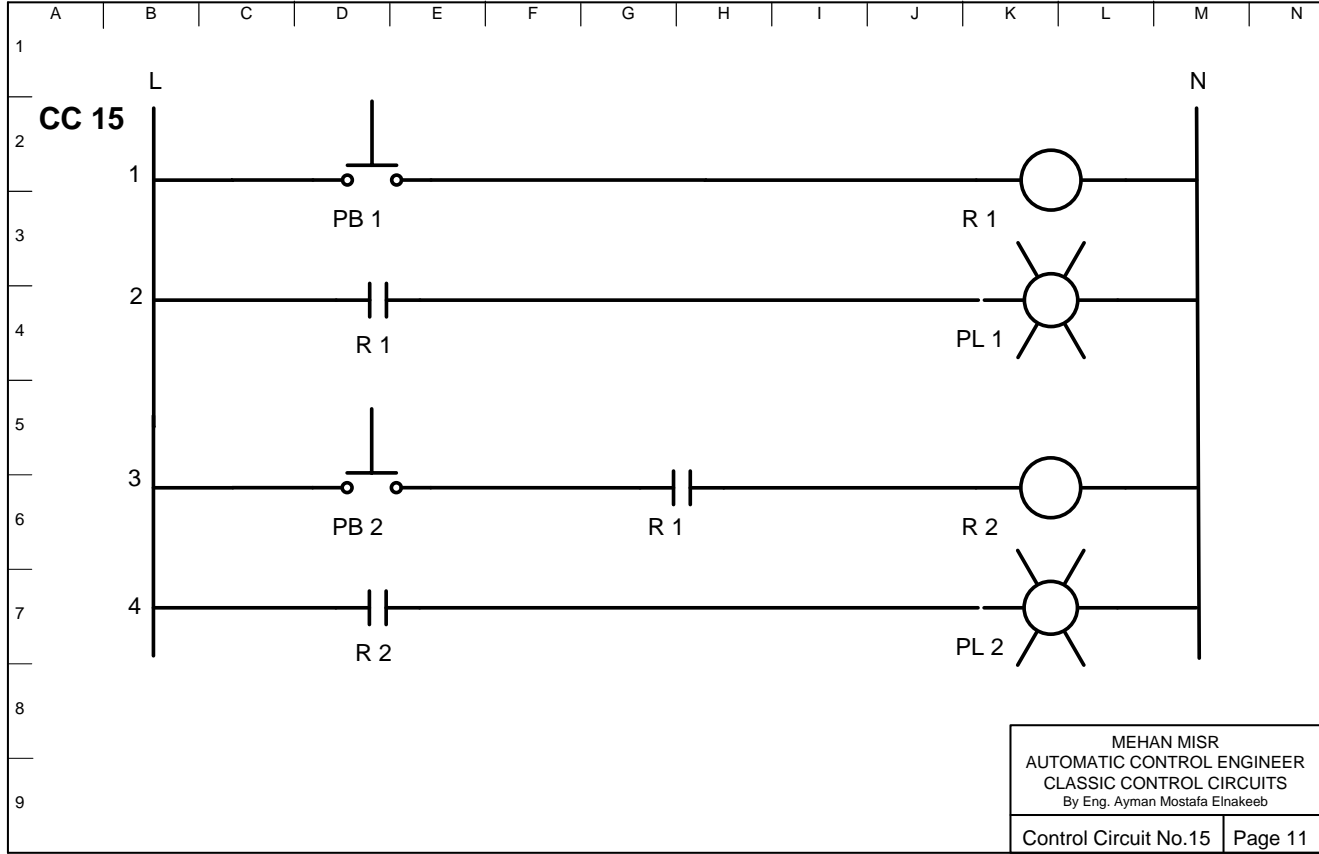 A B C D E F G H I J K L M N
1
L N
CC 15
2
1
PB 1 R 1
3
2
4
R 1 PL 1
5
3
6
PB 2 R 1 R 2
7
4
R 2 PL 2
8
MEHAN MISR
AUTOMATIC CONTROL ENGINEER
CLASSIC CONTROL CIRCUITS
9
By Eng. Ayman Mostafa Elnakeeb
Control Circuit No.15 Page 11